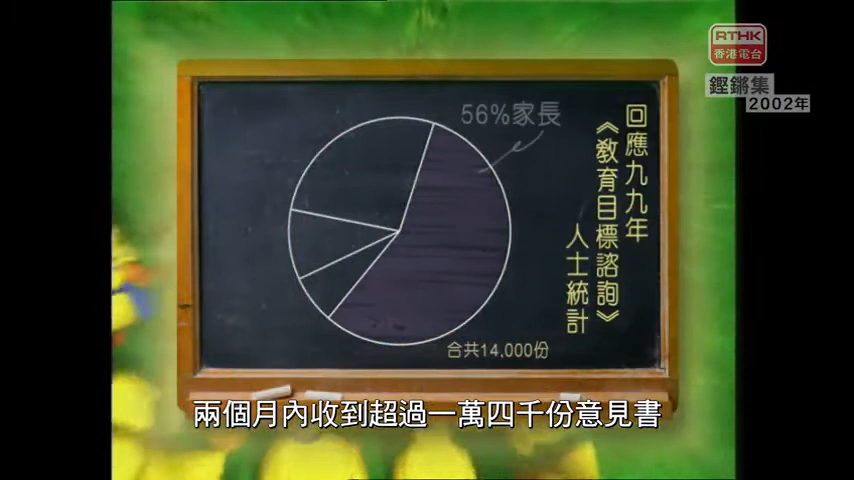 RTHK
香港電台
鏗鏘集
2002年
56%家長
回應九九年
《教育目標諮詢》
人士統計
合共14,000份
兩個月內收到超過一萬四千份意見書